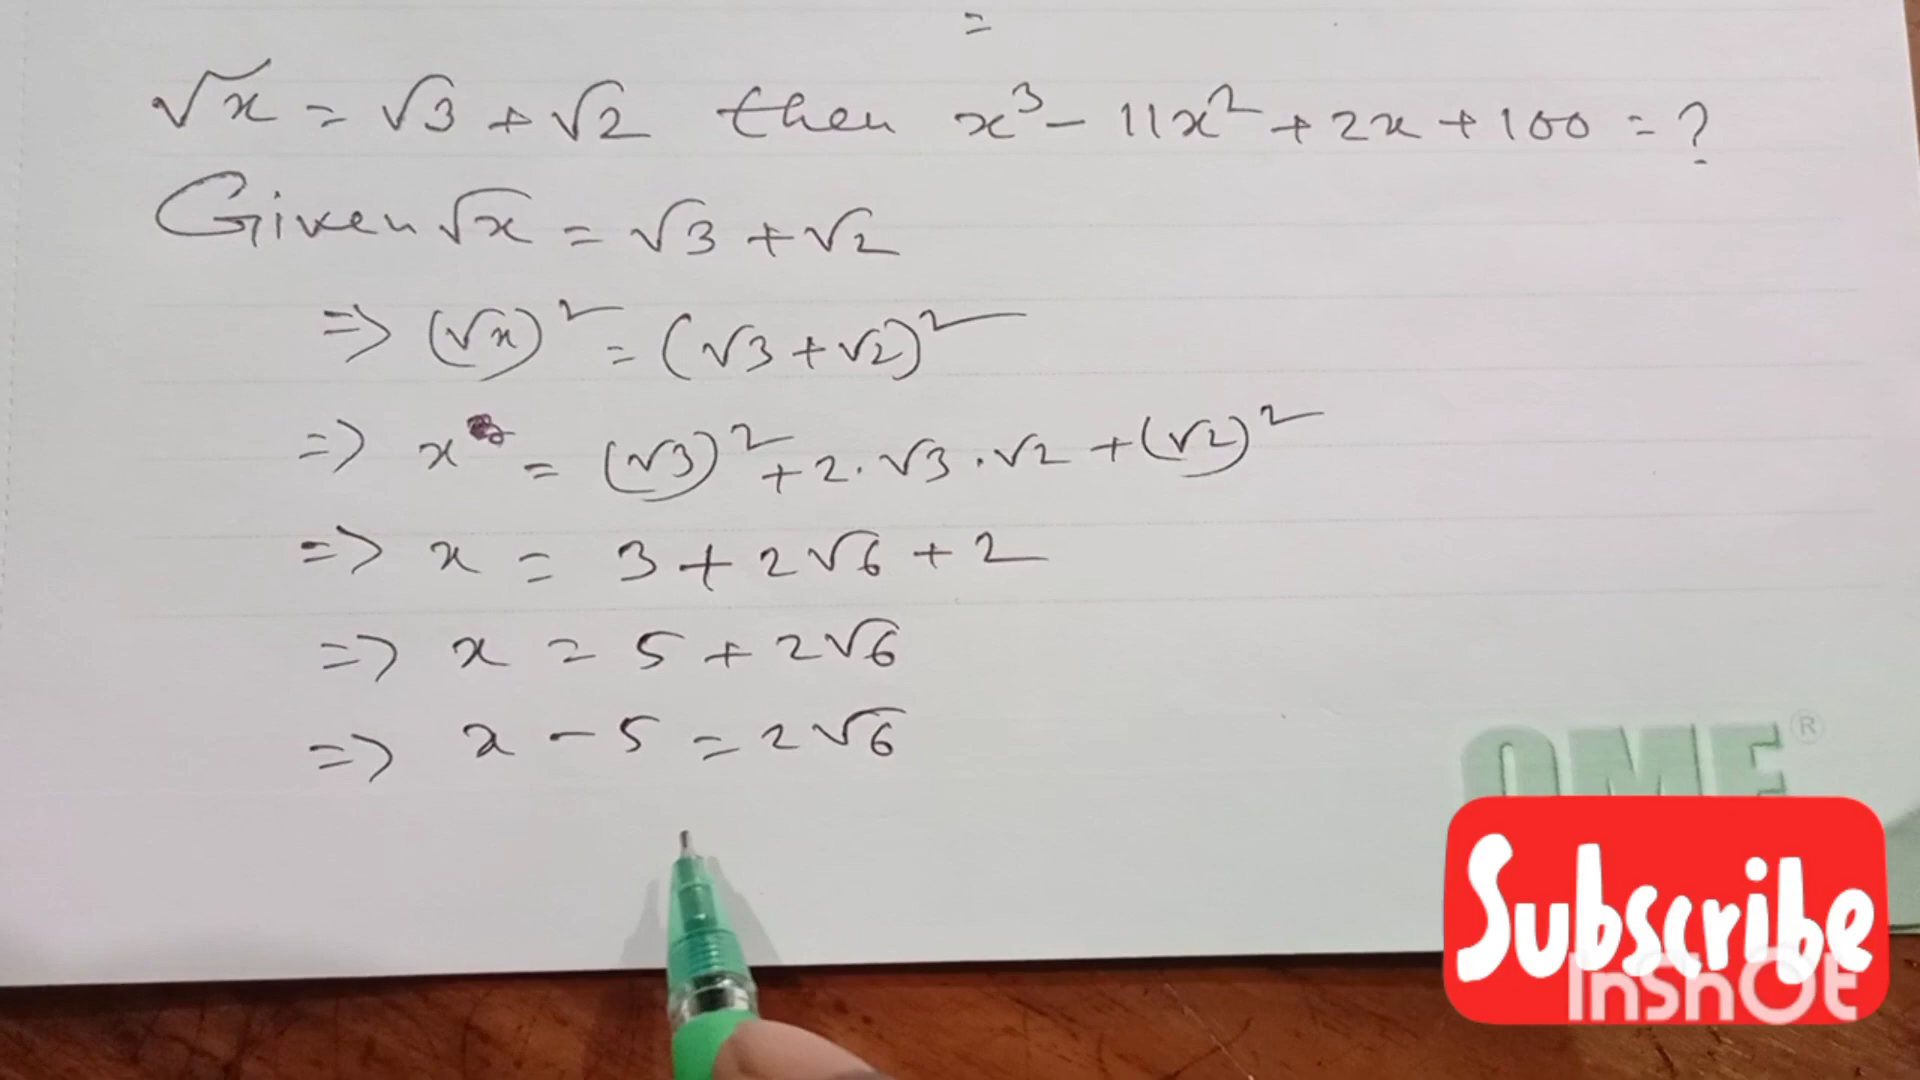 =
√x = √3 + √2 then x³ - 11x² + 2x + 100 = ?
Given √x = √3 + √2
=> (√x)² = (√3 + √2)²
=> x = (√3)² + 2.√3.√2 + (√2)²
=> x = 3 + 2√6 + 2
=> x = 5 + 2√6
=> x - 5 = 2√6
®
Subscribe
InShOt